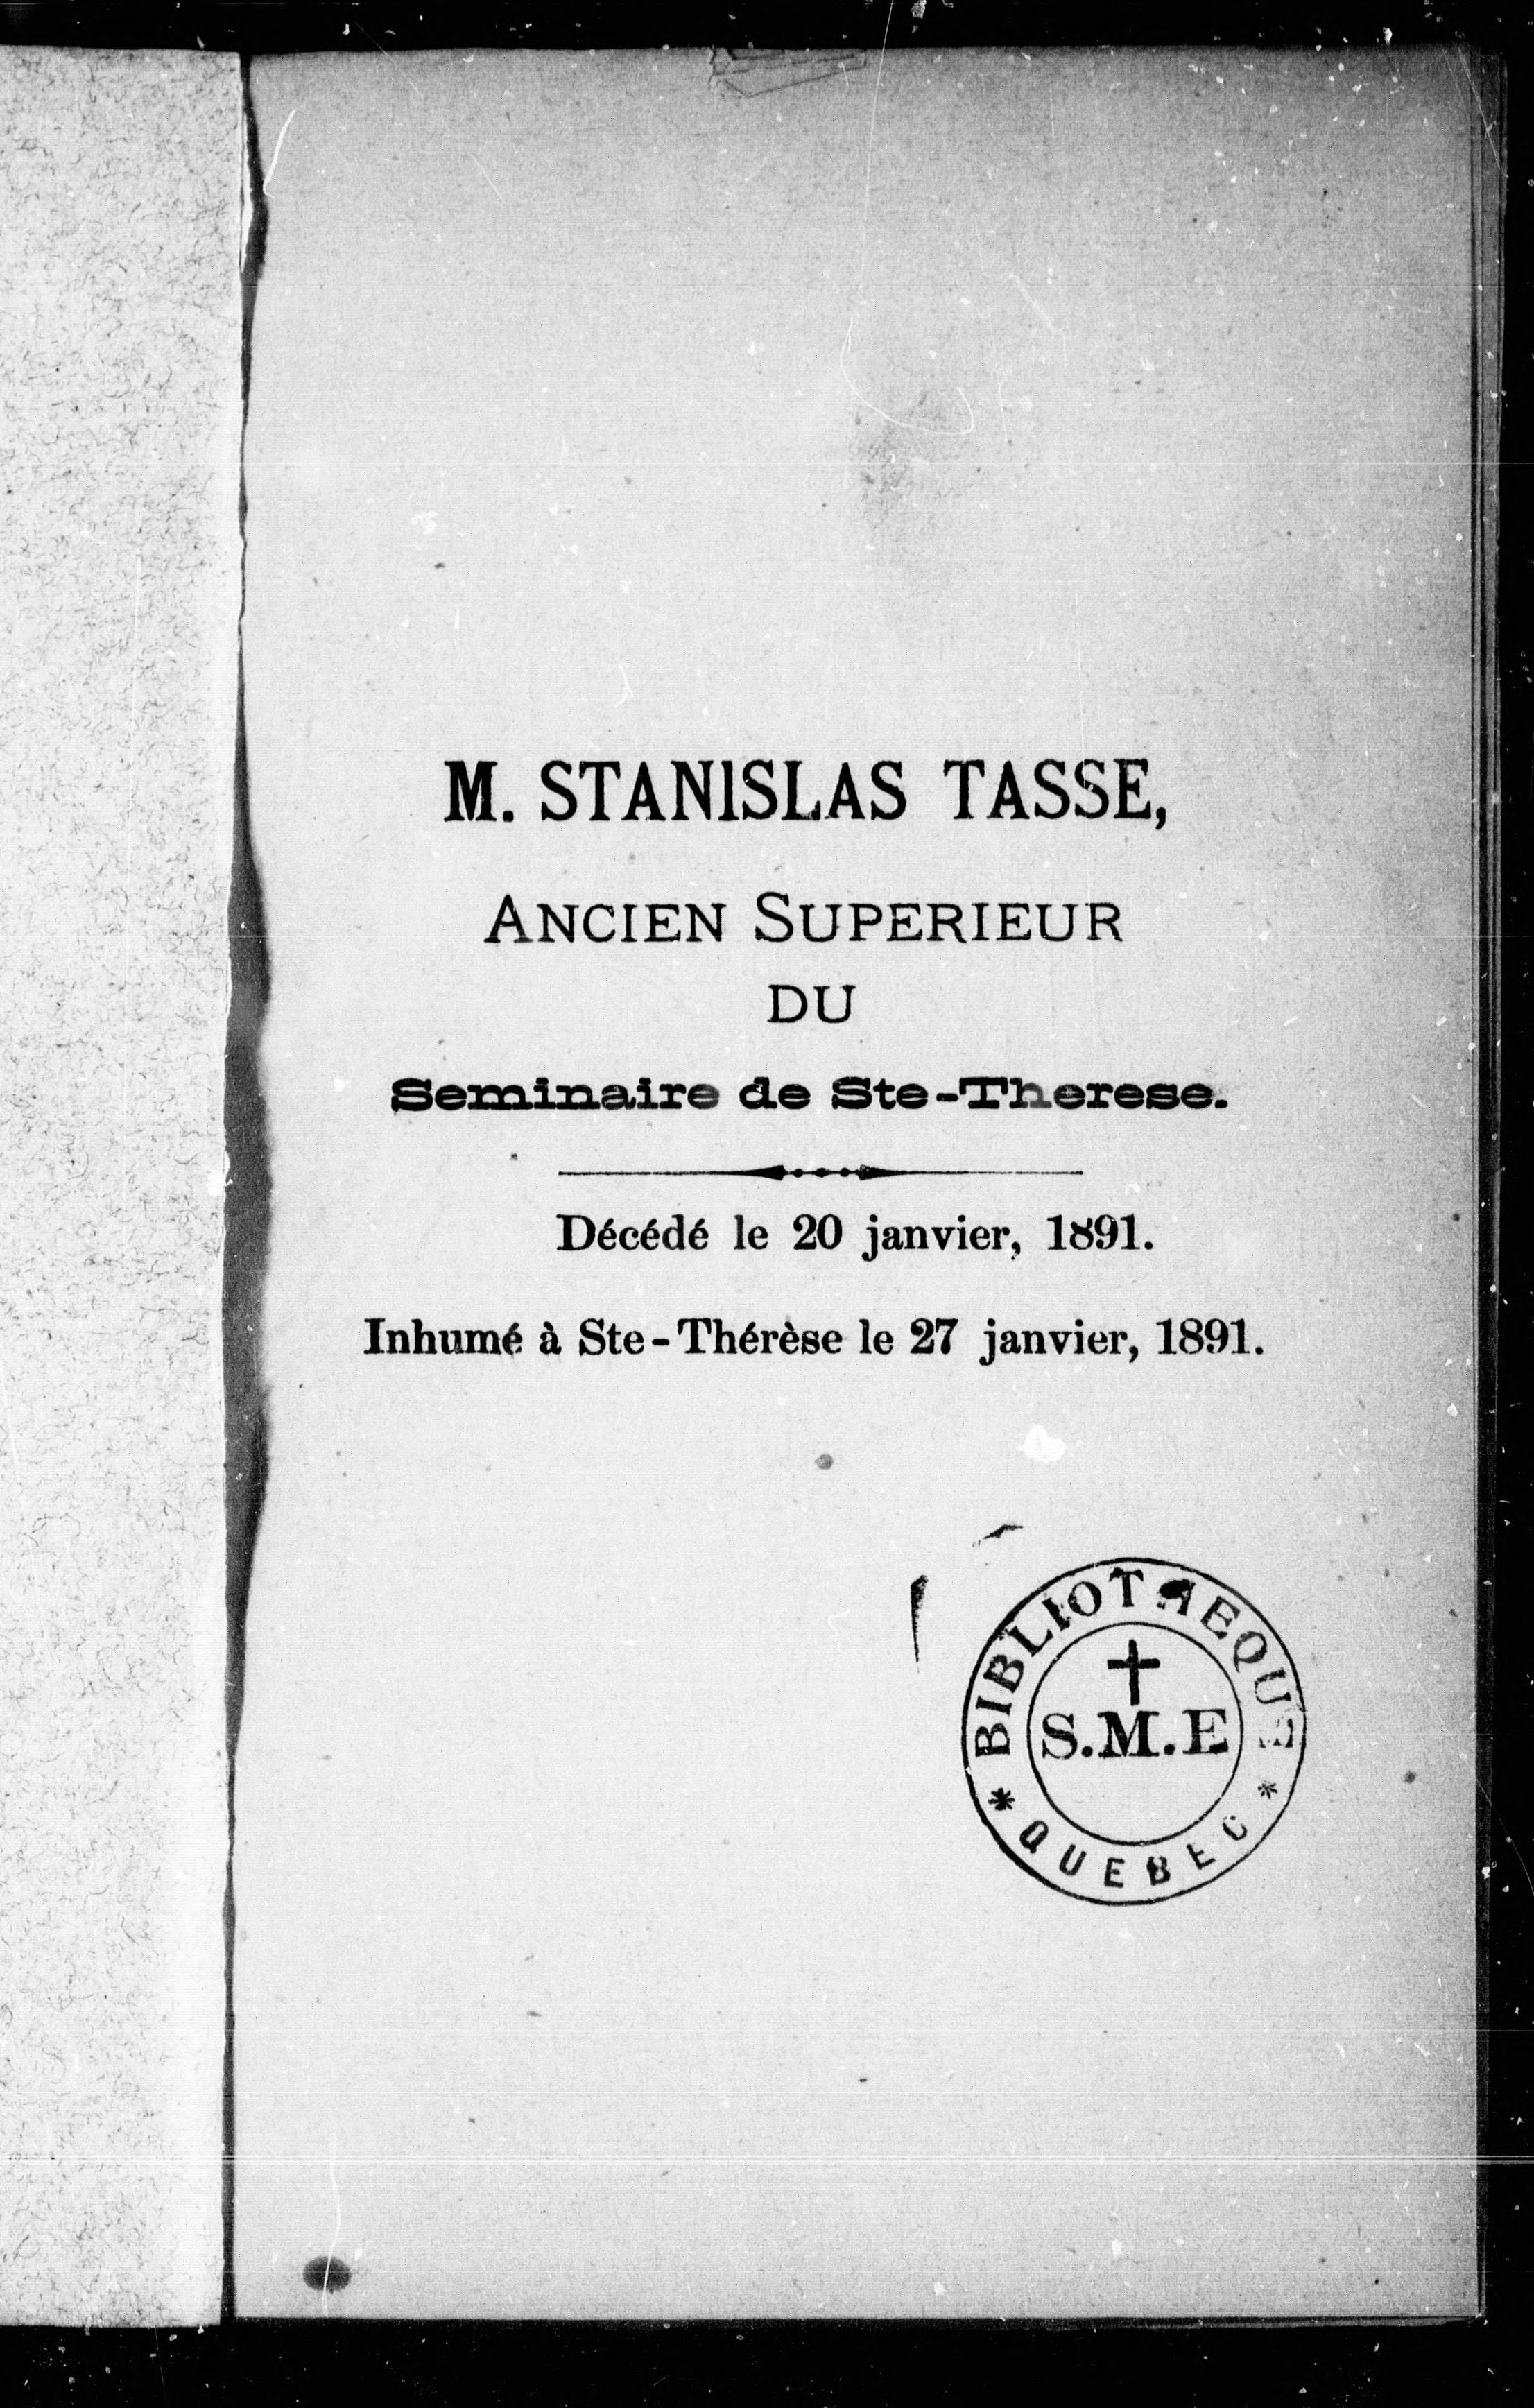 M. STANISLAS TASSE,
ANCIEN SUPERIEUR
DU
Seminaire de Ste-Therese.
Décédé le 20 janvier, 1891.
Inhumé à Ste-Thérèse le 27 janvier, 1891.
BIBLIOTHEQUE
S.M.E
* QUEBEC *